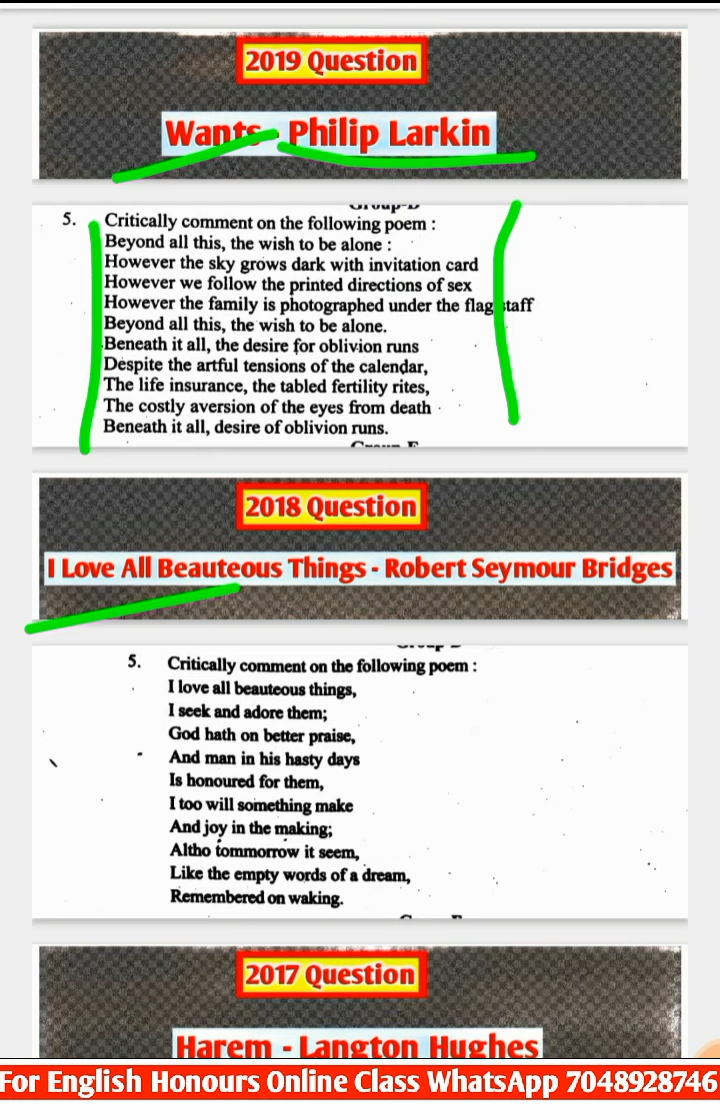 2019 Question
Wants - Philip Larkin
Group-D
5. Critically comment on the following poem :
Beyond all this, the wish to be alone :
However the sky grows dark with invitation card
However we follow the printed directions of sex
However the family is photographed under the flag staff
Beyond all this, the wish to be alone.
Beneath it all, the desire for oblivion runs
Despite the artful tensions of the calendar,
The life insurance, the tabled fertility rites,
The costly aversion of the eyes from death
Beneath it all, desire of oblivion runs.
2018 Question
I Love All Beauteous Things - Robert Seymour Bridges
5. Critically comment on the following poem :
I love all beauteous things,
I seek and adore them;
God hath on better praise,
And man in his hasty days
Is honoured for them,
I too will something make
And joy in the making;
Altho tommorrow it seem,
Like the empty words of a dream,
Remembered on waking.
2017 Question
Harem - Langton Hughes
For English Honours Online Class WhatsApp 7048928746